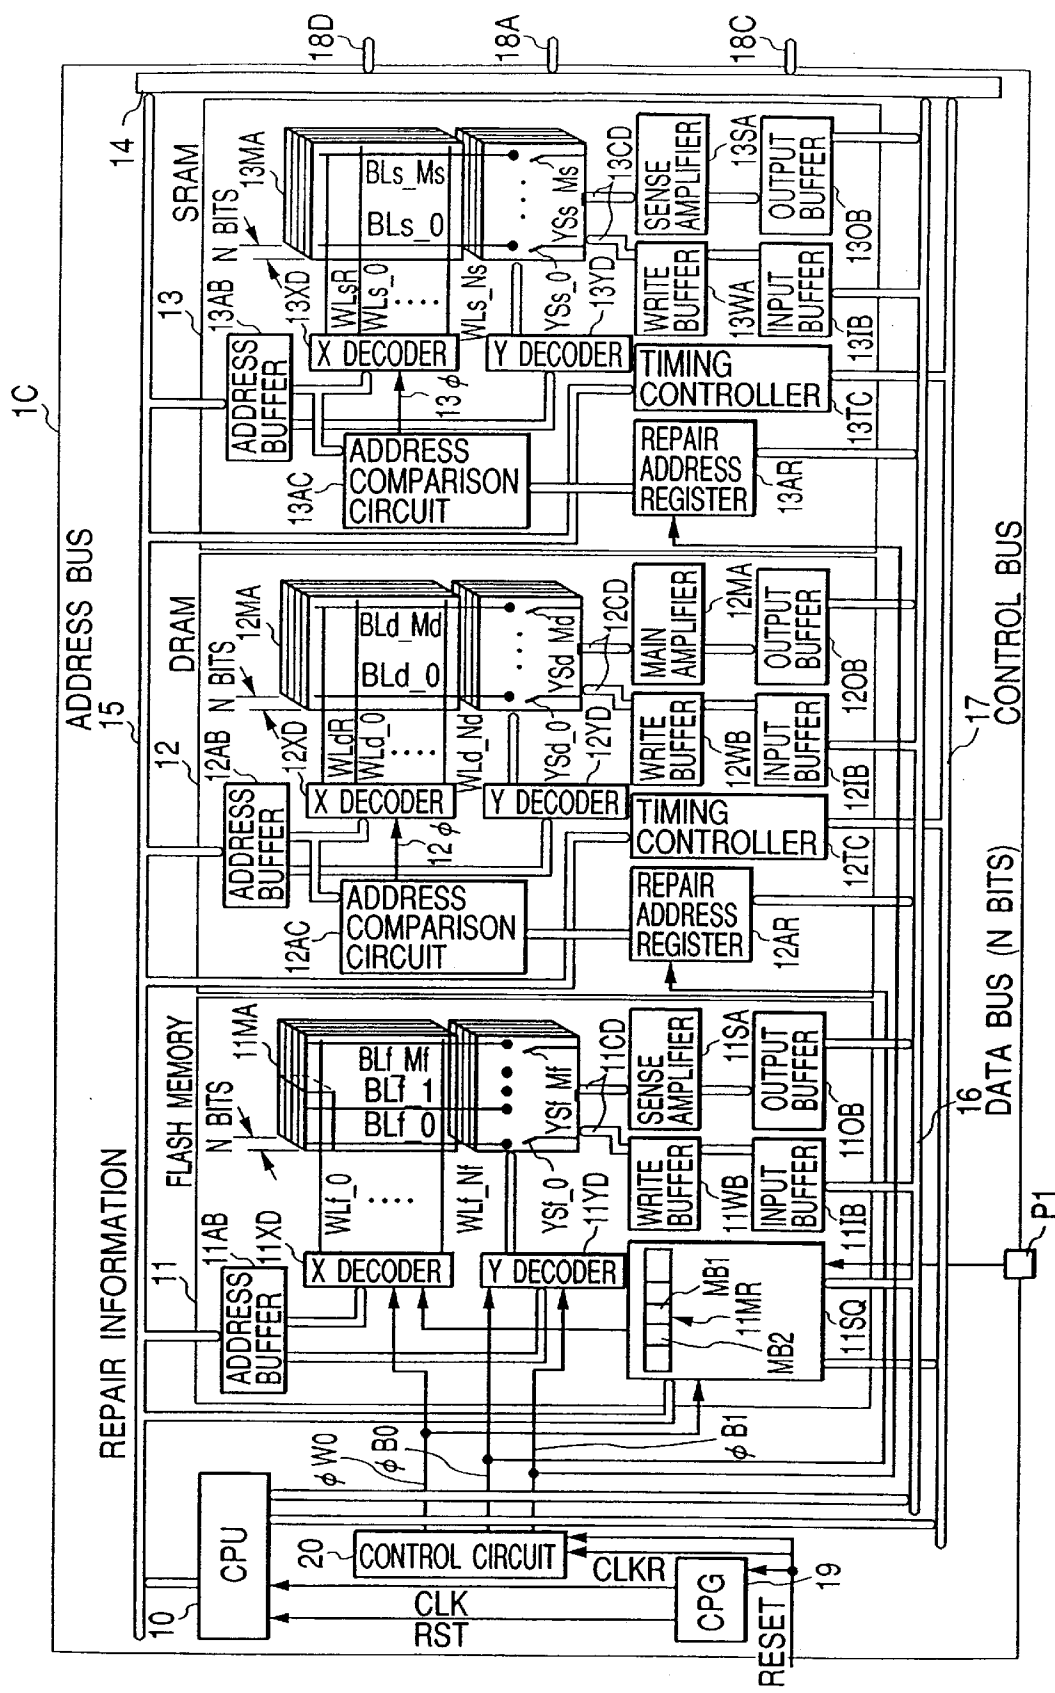 1C
ADDRESS BUS
15
14
REPAIR INFORMATION
10
CPU
CLK
RST
CLKR
CPG
19
RESET
20
CONTROL CIRCUIT
ϕ W0
ϕ B0
ϕ B1
11
FLASH MEMORY
11AB
ADDRESS
BUFFER
11XD
X DECODER
N BITS
11MA
WLf_0
WLf_Nf
BLf_Mf
BLf_1
BLf_0
YSf_0
YSf_Mf
11YD
Y DECODER
11CD
MB1
11MR
MB2
11SQ
WRITE
BUFFER
11WB
INPUT
BUFFER
11IB
SENSE
AMPLIFIER
11SA
OUTPUT
BUFFER
11OB
P1
12
DRAM
12AB
ADDRESS
BUFFER
12XD
X DECODER
12 ϕ
12AC
ADDRESS
COMPARISON
CIRCUIT
N BITS
12MA
WLdR
WLd_0
WLd_Nd
BLd_Md
BLd_0
YSd_0
YSd_Md
12YD
Y DECODER
12CD
TIMING
CONTROLLER
12TC
REPAIR
ADDRESS
REGISTER
12AR
WRITE
BUFFER
12WB
INPUT
BUFFER
12IB
MAIN
AMPLIFIER
12MA
OUTPUT
BUFFER
12OB
13
SRAM
13AB
ADDRESS
BUFFER
13XD
X DECODER
13 ϕ
13AC
ADDRESS
COMPARISON
CIRCUIT
N BITS
13MA
WLsR
WLs_0
WLs_Ns
BLs_Ms
BLs_0
YSs_0
YSs_Ms
13YD
Y DECODER
13CD
TIMING
CONTROLLER
13TC
REPAIR
ADDRESS
REGISTER
13AR
WRITE
BUFFER
13WA
INPUT
BUFFER
13IB
SENSE
AMPLIFIER
13SA
OUTPUT
BUFFER
13OB
18D
18A
18C
16
DATA BUS (N BITS)
17
CONTROL BUS